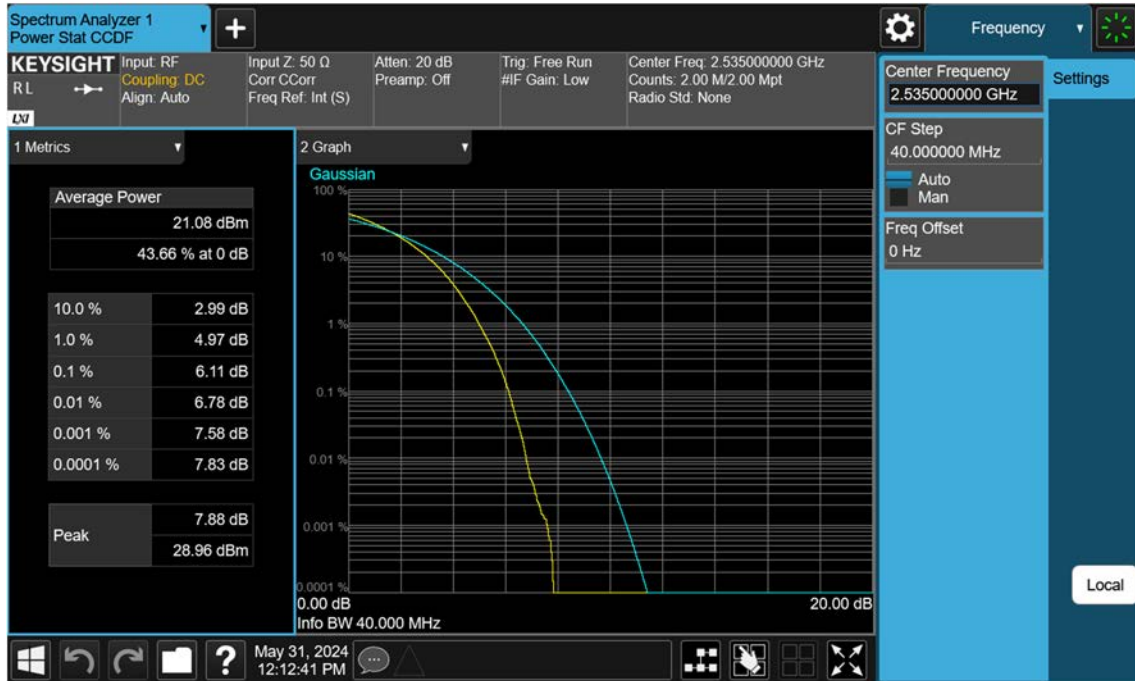 Spectrum Analyzer 1
Power Stat CCDF
Frequency
KEYSIGHT
R L
LXI
Input: RF
Coupling: DC
Align: Auto
Input Z: 50 Ω
Corr CCorr
Freq Ref: Int (S)
Atten: 20 dB
Preamp: Off
Trig: Free Run
#IF Gain: Low
Center Freq: 2.535000000 GHz
Counts: 2.00 M/2.00 Mpt
Radio Std: None
Center Frequency
2.535000000 GHz
Settings
CF Step
40.000000 MHz
Auto
Man
Freq Offset
0 Hz
1 Metrics
Average Power
21.08 dBm
43.66 % at 0 dB
10.0 % 2.99 dB
1.0 % 4.97 dB
0.1 % 6.11 dB
0.01 % 6.78 dB
0.001 % 7.58 dB
0.0001 % 7.83 dB
Peak 7.88 dB
28.96 dBm
2 Graph
Gaussian
100 %
10 %
1 %
0.1 %
0.01 %
0.001 %
0.0001 %
0.00 dB 20.00 dB
Info BW 40.000 MHz
Local
?
May 31, 2024
12:12:41 PM